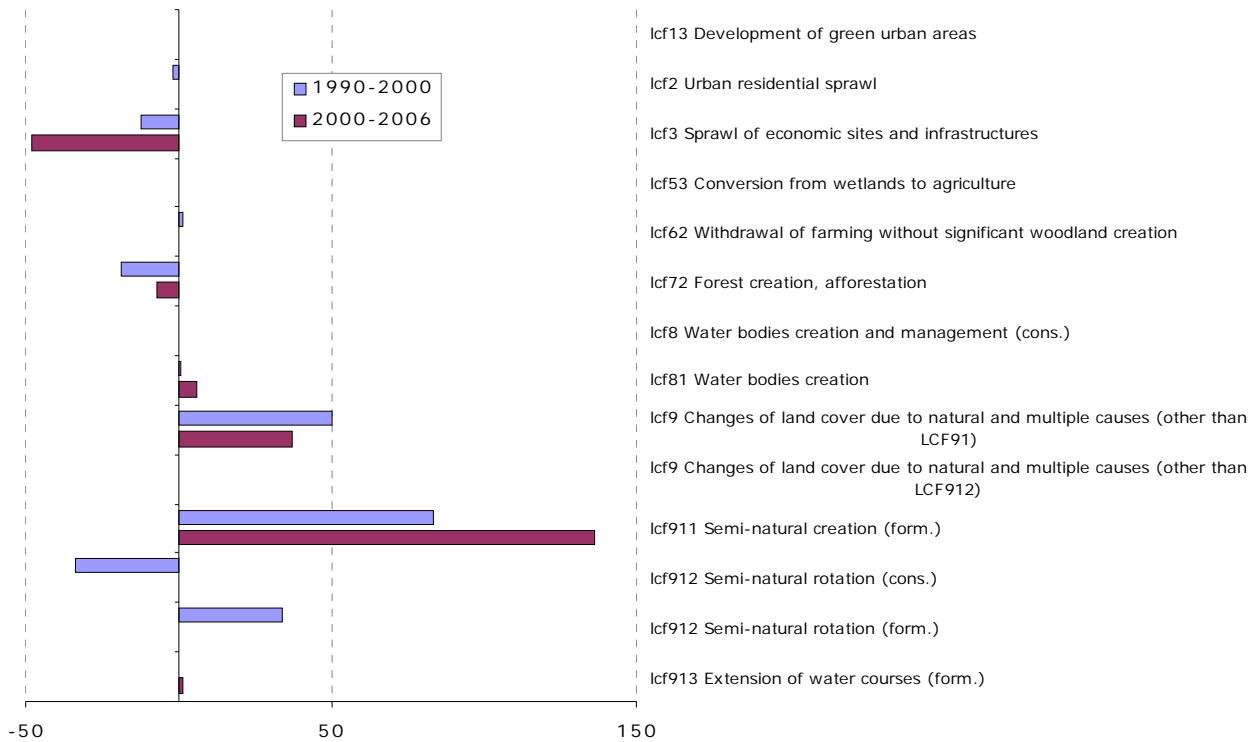 lcf13 Development of green urban areas
1990-2000
2000-2006
lcf2 Urban residential sprawl
lcf3 Sprawl of economic sites and infrastructures
lcf53 Conversion from wetlands to agriculture
lcf62 Withdrawal of farming without significant woodland creation
lcf72 Forest creation, afforestation
lcf8 Water bodies creation and management (cons.)
lcf81 Water bodies creation
lcf9 Changes of land cover due to natural and multiple causes (other than
LCF91)
lcf9 Changes of land cover due to natural and multiple causes (other than
LCF912)
lcf911 Semi-natural creation (form.)
lcf912 Semi-natural rotation (cons.)
lcf912 Semi-natural rotation (form.)
lcf913 Extension of water courses (form.)
-50 50 150